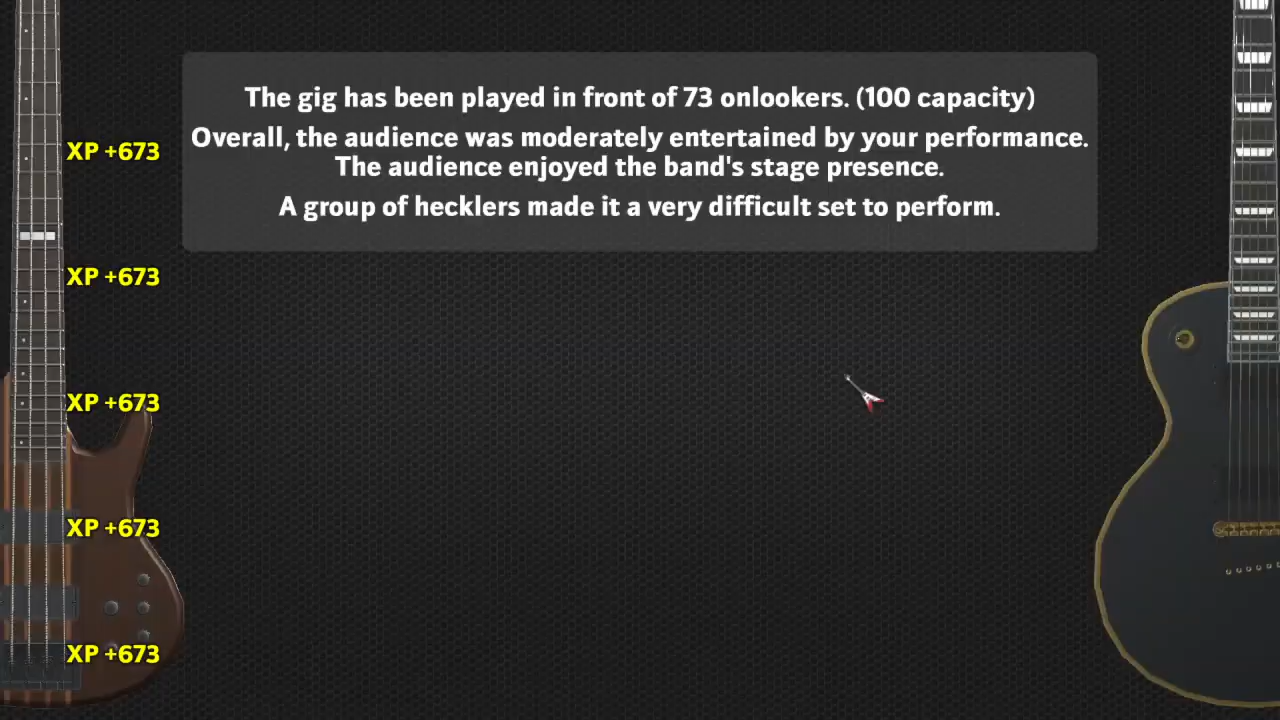 The gig has been played in front of 73 onlookers. (100 capacity)
Overall, the audience was moderately entertained by your performance.
The audience enjoyed the band's stage presence.
A group of hecklers made it a very difficult set to perform.
XP +673
XP +673
XP +673
XP +673
XP +673